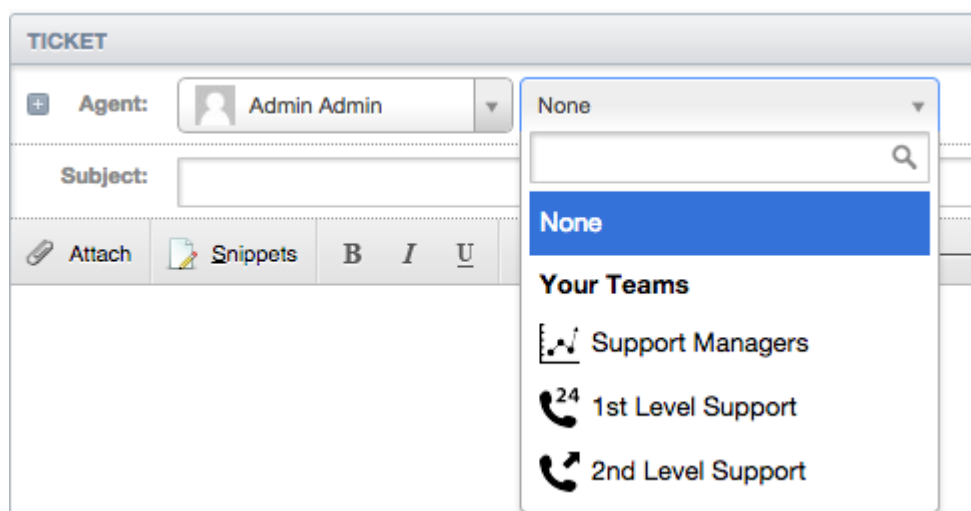 TICKET
Agent: Admin Admin None
Subject:
None
Attach Snippets B I U
Your Teams
Support Managers
24 1st Level Support
2nd Level Support